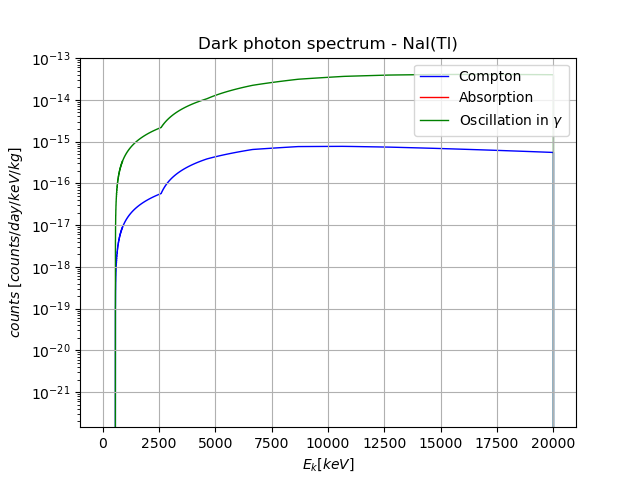 Dark photon spectrum - NaI(Tl)
counts [counts/day/keV/kg]
10^{-13}
10^{-14}
10^{-15}
10^{-16}
10^{-17}
10^{-18}
10^{-19}
10^{-20}
10^{-21}
Compton
Absorption
Oscillation in γ
0 2500 5000 7500 10000 12500 15000 17500 20000
E_k[keV]